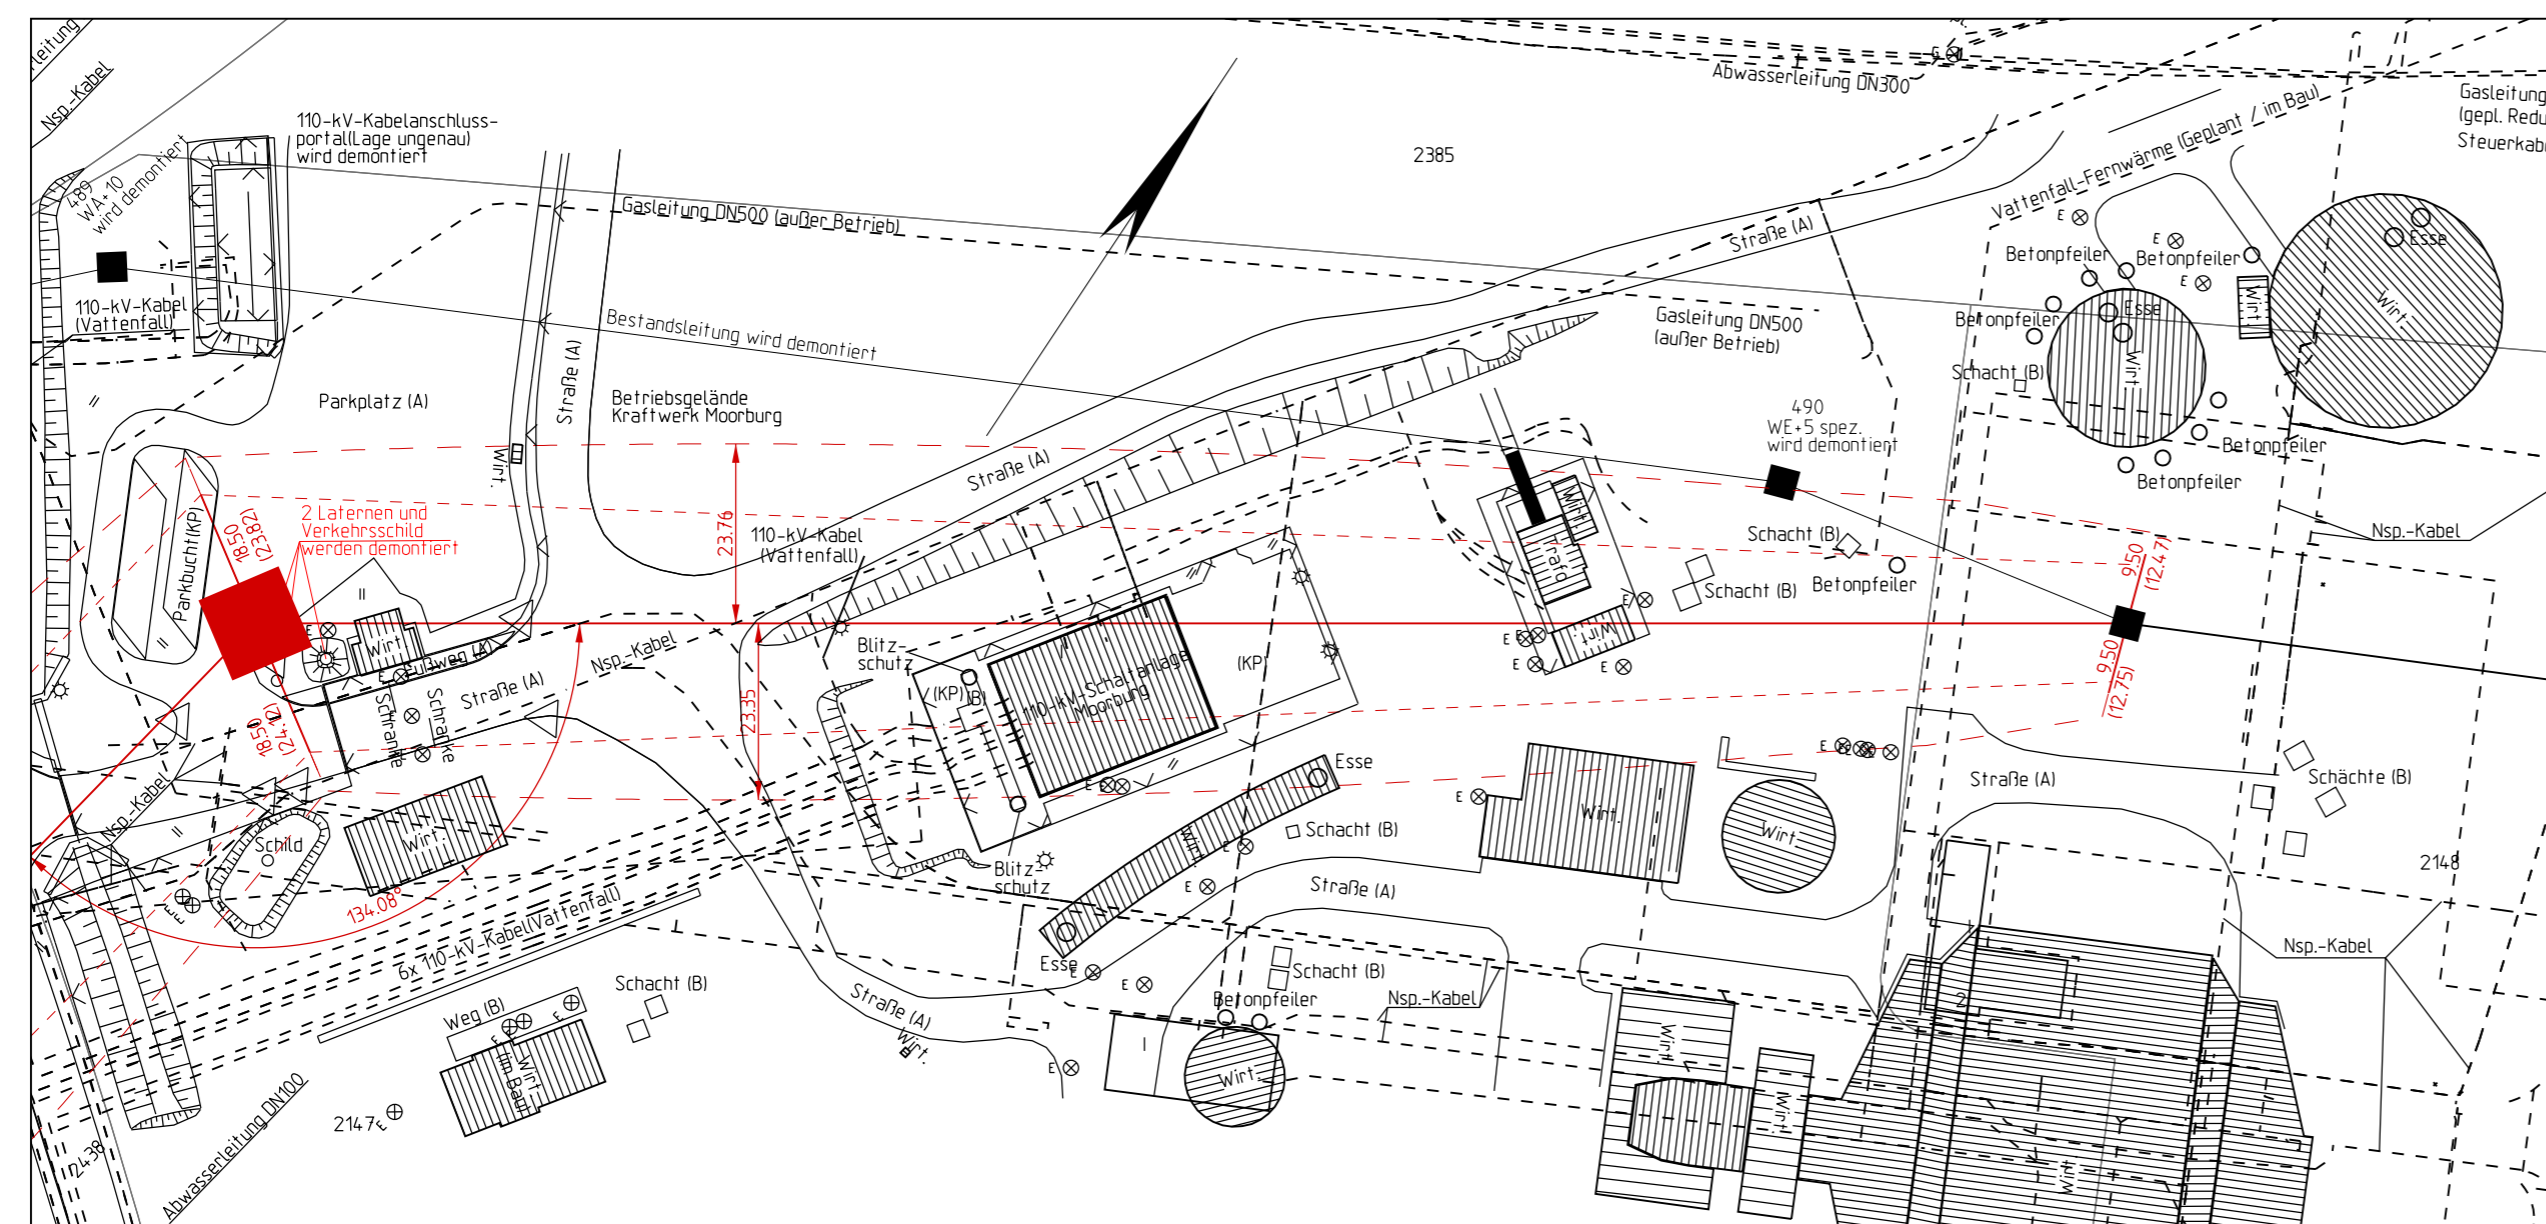 Nsp.-Kabel
110-kV-Kabelanschluss-
portal(Lage ungenau)
wird demontiert
489
WA+10
wird demontiert
110-kV-Kabel
(Vattenfall)
Gasleitung DN500 (außer Betrieb)
Bestandsleitung wird demontiert
2385
Abwasserleitung DN300
G
Vattenfall-Fernwärme (Geplant / im Bau)
Gasleitung
(gepl. Redu
Steuerkab
Straße (A)
E
E
E
Betonpfeiler
Betonpfeiler
Betonpfeiler
Esse
Esse
Wirt.
Wirt.
Wirt.
Schacht (B)
Betonpfeiler
Betonpfeiler
Nsp.-Kabel
Gasleitung DN500
(außer Betrieb)
490
WE+5 spez.
wird demontiert
Parkplatz (A)
Straße (A)
Betriebsgelände
Kraftwerk Moorburg
Wirt.
Straße (A)
Parkbucht(KP)
18.50
(23.82)
2 Laternen und
Verkehrsschild
werden demontiert
23.76
110-kV-Kabel
(Vattenfall)
Wirt.
Trafo
Wirt.
Schacht (B)
Schacht (B)
Betonpfeiler
9.50
(12.47)
9.50
(12.75)
E
Wirt.
Fußweg (A)
E
Schranke
Schranke
Straße (A)
Nsp.-Kabel
18.50
(24.12)
23.35
Blitz-
schutz
(KP)
(B)
110-kV-Schaltanlage
Moorburg
(KP)
E
E
E
E
E
E
Nsp.-Kabel
Schild
Wirt.
134.08°
6x 110-kV-Kabel(Vattenfall)
Blitz-
schutz
Esse
Wirt.
Schacht (B)
E
E
E
E
Straße (A)
Wirt.
Wirt.
Straße (A)
Schächte (B)
2148
Nsp.-Kabel
Esse
E
E
Schacht (B)
Betonpfeiler
Nsp.-Kabel
Straße (A)
Wirt.
Weg (B)
Schacht (B)
E
E
Wirt
(im Bau)
2147
E
E
Wirt.
Wirt.
Wirt.
2
Wirt.
2438
Abwasserleitung DN100